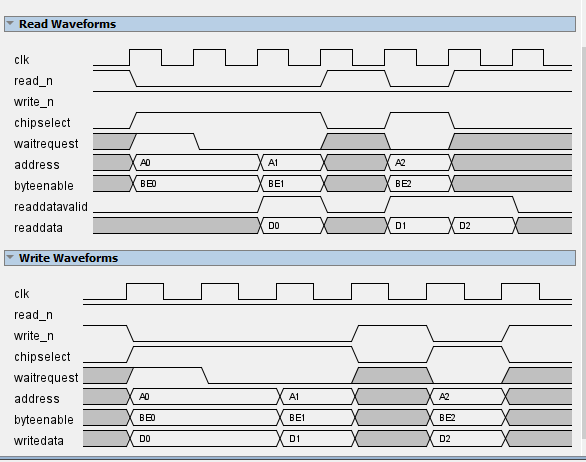 Read Waveforms
clk
read_n
write_n
chipselect
waitrequest
address A0 A1 A2
byteenable BE0 BE1 BE2
readdatavalid
readdata D0 D1 D2
Write Waveforms
clk
read_n
write_n
chipselect
waitrequest
address A0 A1 A2
byteenable BE0 BE1 BE2
writedata D0 D1 D2